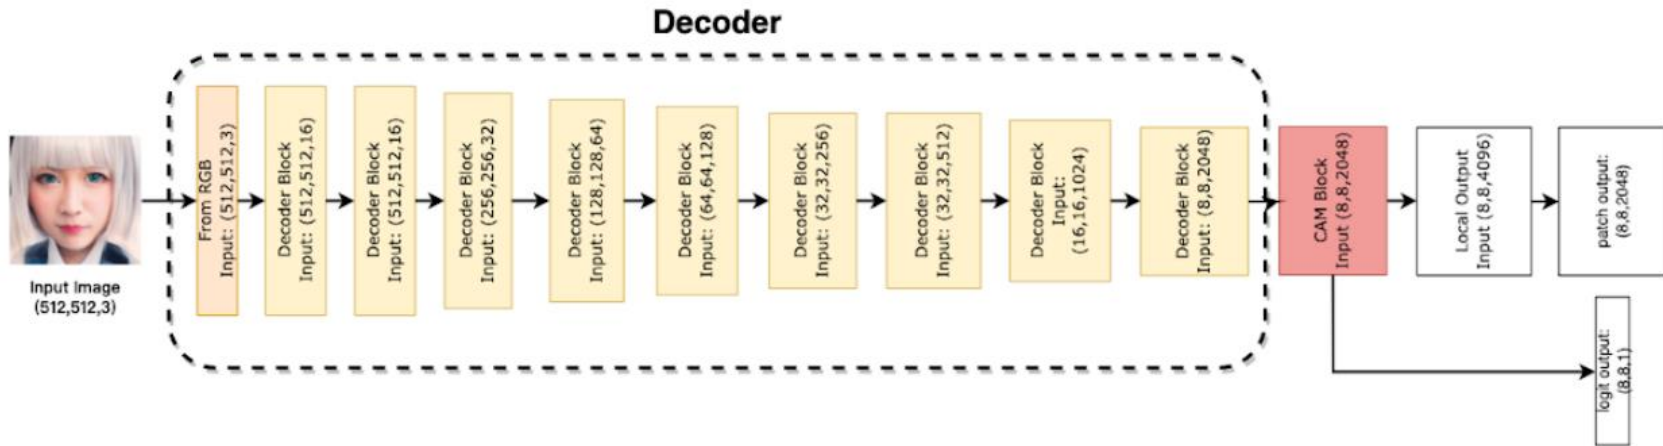 Decoder
Input Image
(512,512,3)
From RGB
Input: (512,512,3)
Decoder Block
Input: (512,512,16)
Decoder Block
Input: (512,512,16)
Decoder Block
Input: (256,256,32)
Decoder Block
Input: (128,128,64)
Decoder Block
Input: (64,64,128)
Decoder Block
Input: (32,32,256)
Decoder Block
Input: (32,32,512)
Decoder Block
Input:
(16,16,1024)
Decoder Block
Input: (8,8,2048)
CAM Block
Input (8,8,2048)
Local Output
Input (8,8,4096)
patch output:
(8,8,2048)
logit output:
(8,8,1)